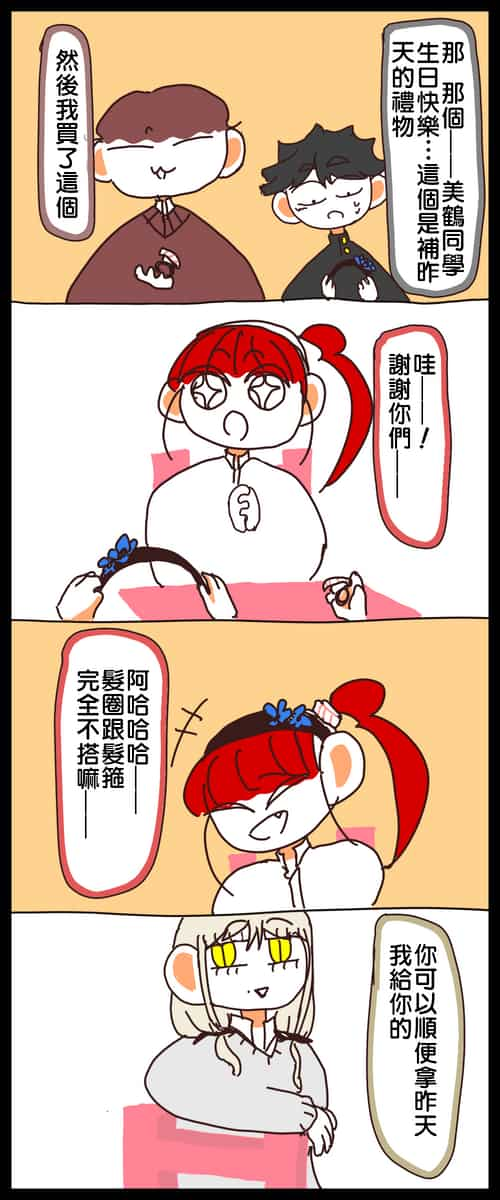 那 那個── 美鶴同學
生日快樂…這個是補昨
天的禮物
然後我買了這個
哇──！
謝謝你們──
阿哈哈哈──
髮圈跟髮箍
完全不搭嘛──
你可以順便拿昨天
我給你的